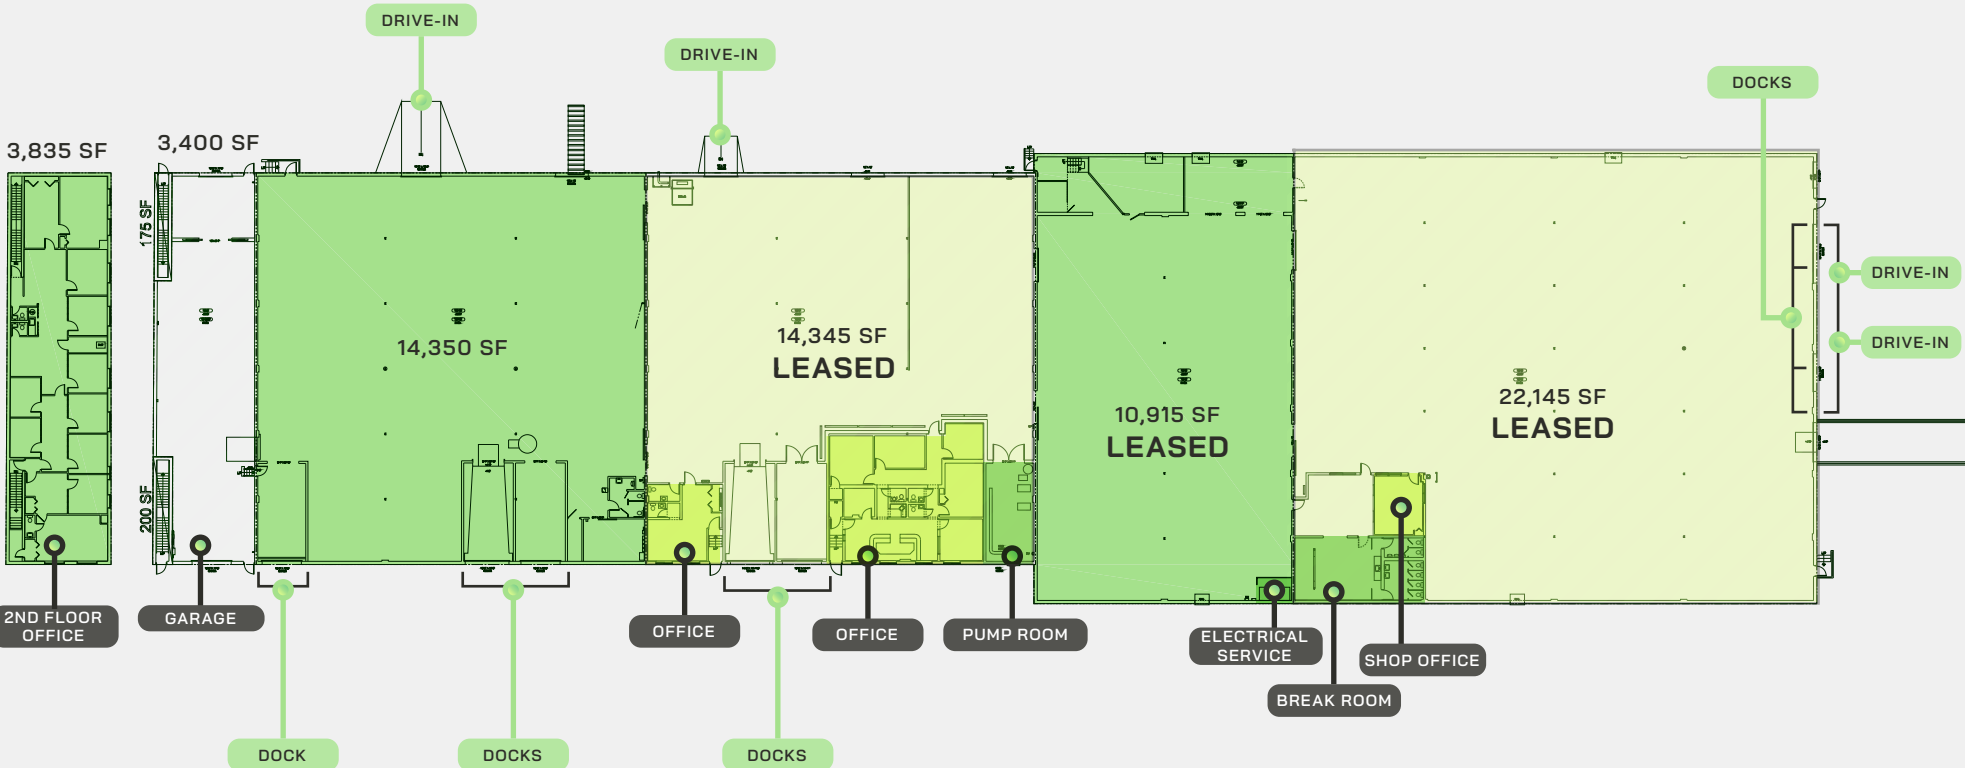 DRIVE-IN
DRIVE-IN
DOCKS
3,835 SF
3,400 SF
175 SF
200 SF
14,350 SF
14,345 SF
LEASED
10,915 SF
LEASED
22,145 SF
LEASED
DRIVE-IN
DRIVE-IN
2ND FLOOR
OFFICE
GARAGE
OFFICE
OFFICE
PUMP ROOM
ELECTRICAL
SERVICE
SHOP OFFICE
BREAK ROOM
DOCK
DOCKS
DOCKS